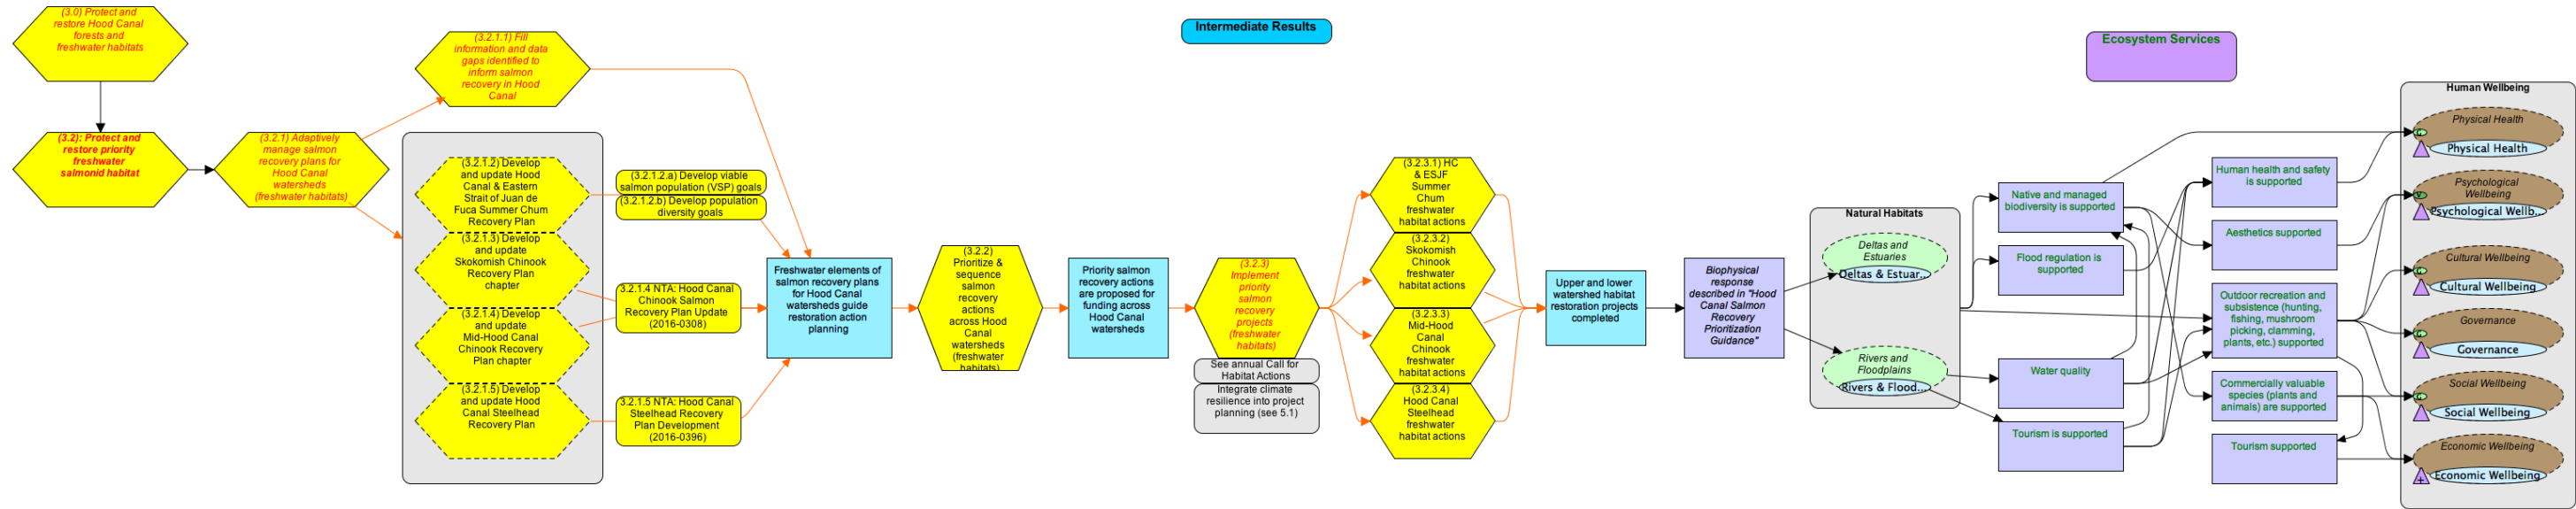 (3.0) Protect and
restore Hood Canal
forests and
freshwater habitats
(3.2): Protect and
restore priority
freshwater
salmonid habitat
(3.2.1) Adaptively
manage salmon
recovery plans for
Hood Canal
watersheds
(freshwater habitats)
(3.2.1.1) Fill
information and data
gaps identified to
inform salmon
recovery in Hood
Canal
(3.2.1.2) Develop
and update Hood
Canal & Eastern
Strait of Juan de
Fuca Summer Chum
Recovery Plan
(3.2.1.3) Develop
and update
Skokomish Chinook
Recovery Plan
chapter
(3.2.1.4) Develop
and update
Mid-Hood Canal
Chinook Recovery
Plan chapter
(3.2.1.5) Develop
and update Hood
Canal Steelhead
Recovery Plan
(3.2.1.2.a) Develop viable
salmon population (VSP) goals
(3.2.1.2.b) Develop population
diversity goals
3.2.1.4 NTA: Hood Canal
Chinook Salmon
Recovery Plan Update
(2016-0308)
3.2.1.5 NTA: Hood Canal
Steelhead Recovery
Plan Development
(2016-0396)
Freshwater elements of
salmon recovery plans
for Hood Canal
watersheds guide
restoration action
planning
(3.2.2)
Prioritize &
sequence
salmon
recovery
actions
across Hood
Canal
watersheds
(freshwater
habitats)
Intermediate Results
Priority salmon
recovery actions
are proposed for
funding across
Hood Canal
watersheds
(3.2.3)
Implement
priority
salmon
recovery
projects
(freshwater
habitats)
See annual Call for
Habitat Actions
Integrate climate
resilience into project
planning (see 5.1)
(3.2.3.1) HC
& ESJF
Summer
Chum
freshwater
habitat actions
(3.2.3.2)
Skokomish
Chinook
freshwater
habitat actions
(3.2.3.3)
Mid-Hood
Canal
Chinook
freshwater
habitat actions
(3.2.3.4)
Hood Canal
Steelhead
freshwater
habitat actions
Upper and lower
watershed habitat
restoration projects
completed
Biophysical
response
described in "Hood
Canal Salmon
Recovery
Prioritization
Guidance"
Natural Habitats
Deltas and
Estuaries
Deltas & Estuar...
Rivers and
Floodplains
Rivers & Flood...
Ecosystem Services
Native and managed
biodiversity is supported
Flood regulation is
supported
Water quality
Tourism is supported
Human health and safety
is supported
Aesthetics supported
Outdoor recreation and
subsistence (hunting,
fishing, mushroom
picking, clamming,
plants, etc.) supported
Commercially valuable
species (plants and
animals) are supported
Tourism supported
Human Wellbeing
Physical Health
G
Physical Health
Psychological
Wellbeing
V
Psychological Wellb...
Cultural Wellbeing
G
Cultural Wellbeing
Governance
G
Governance
Social Wellbeing
G
Social Wellbeing
Economic Wellbeing
+
Economic Wellbeing